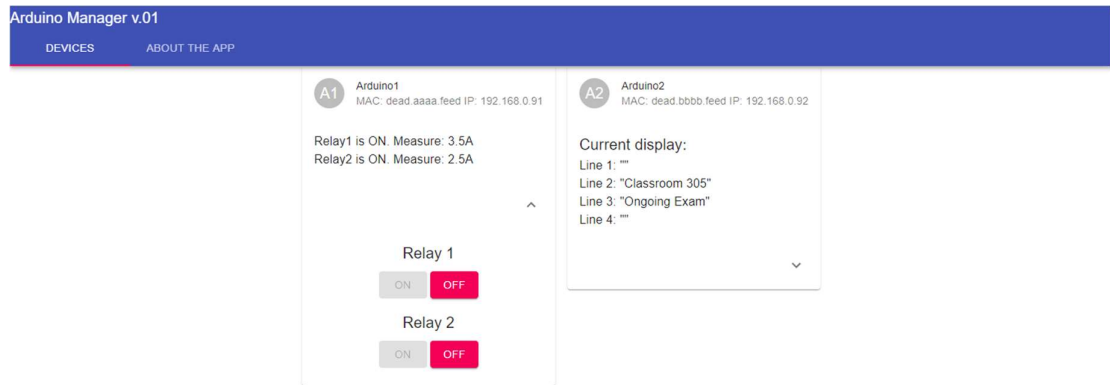 Arduino Manager v.01
DEVICES ABOUT THE APP
A1 Arduino1
MAC: dead.aaaa.feed IP: 192.168.0.91
Relay1 is ON. Measure: 3.5A
Relay2 is ON. Measure: 2.5A
Relay 1
ON OFF
Relay 2
ON OFF
A2 Arduino2
MAC: dead.bbbb.feed IP: 192.168.0.92
Current display:
Line 1: ""
Line 2: "Classroom 305"
Line 3: "Ongoing Exam"
Line 4: ""